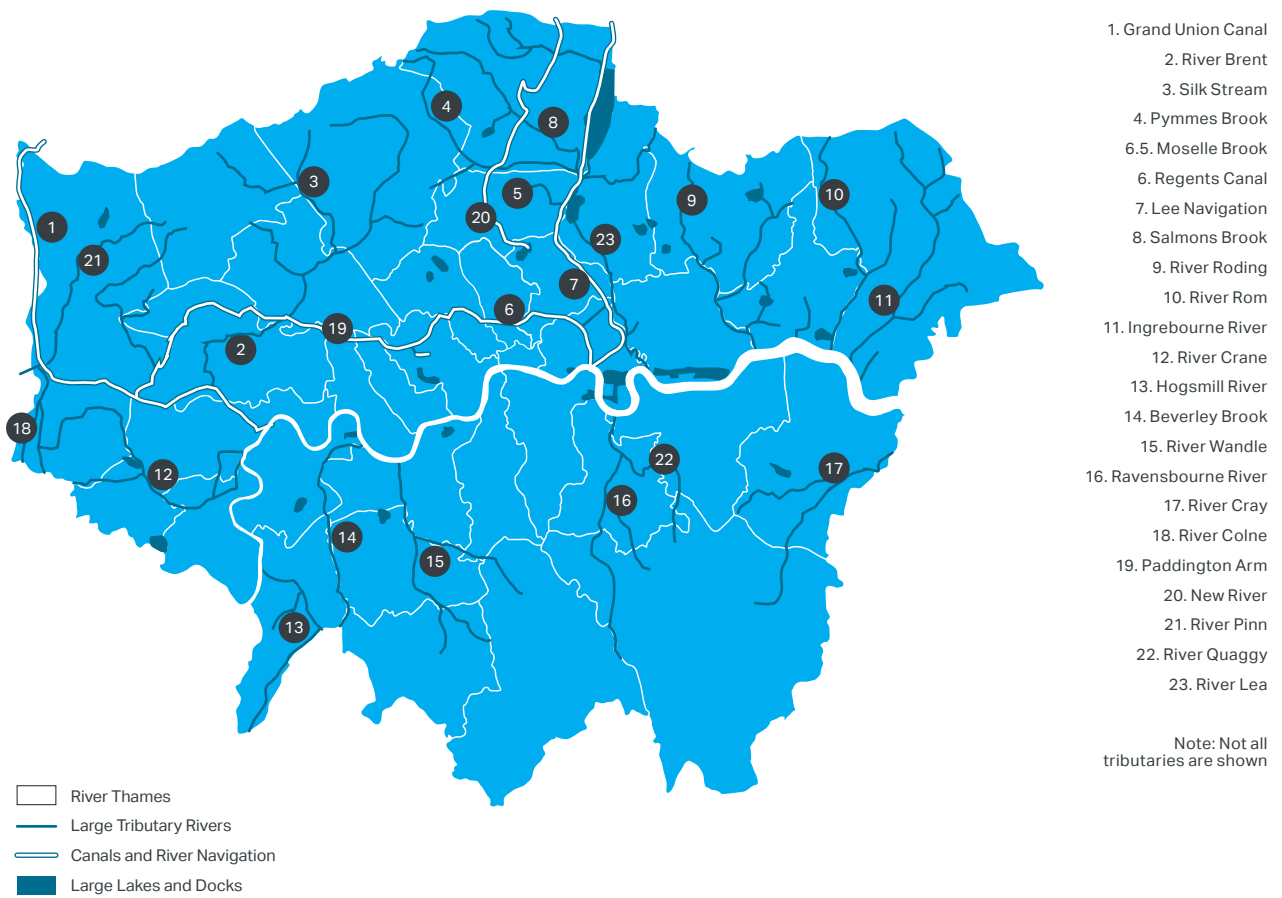 1. Grand Union Canal
2. River Brent
3. Silk Stream
4. Pymmes Brook
6.5. Moselle Brook
6. Regents Canal
7. Lee Navigation
8. Salmons Brook
9. River Roding
10. River Rom
11. Ingrebourne River
12. River Crane
13. Hogsmill River
14. Beverley Brook
15. River Wandle
16. Ravensbourne River
17. River Cray
18. River Colne
19. Paddington Arm
20. New River
21. River Pinn
22. River Quaggy
23. River Lea
Note: Not all
tributaries are shown
4
8
3
5
9
10
20
1
23
21
7
11
6
19
2
18
22
12
17
16
14
15
13
River Thames
Large Tributary Rivers
Canals and River Navigation
Large Lakes and Docks